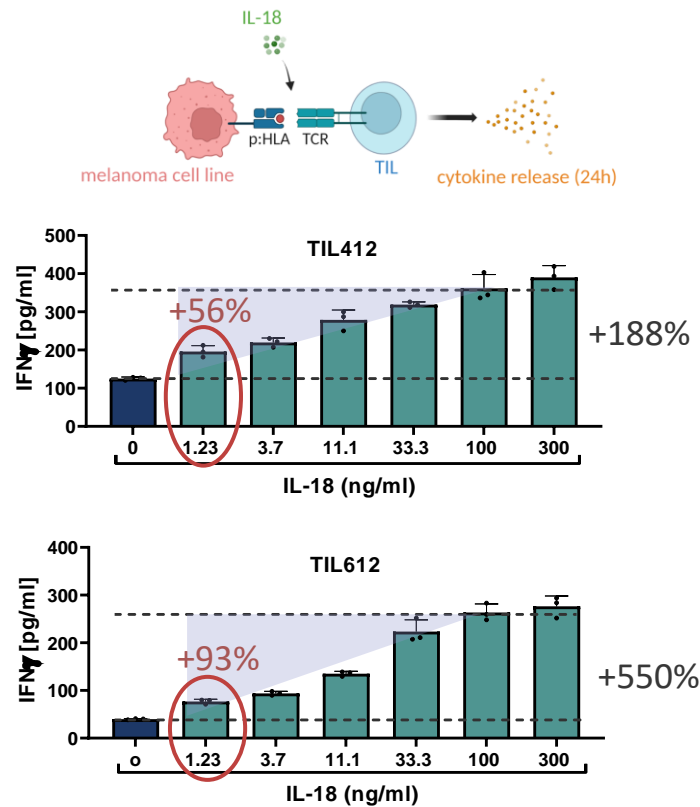 IL-18
p:HLA TCR
melanoma cell line
TIL
cytokine release (24h)
TIL412
IFNγ [pg/ml]
500
400
300
200
100
0
+56%
+188%
0 1.23 3.7 11.1 33.3 100 300
IL-18 (ng/ml)
TIL612
IFNγ [pg/ml]
400
300
200
100
0
+93%
+550%
o 1.23 3.7 11.1 33.3 100 300
IL-18 (ng/ml)